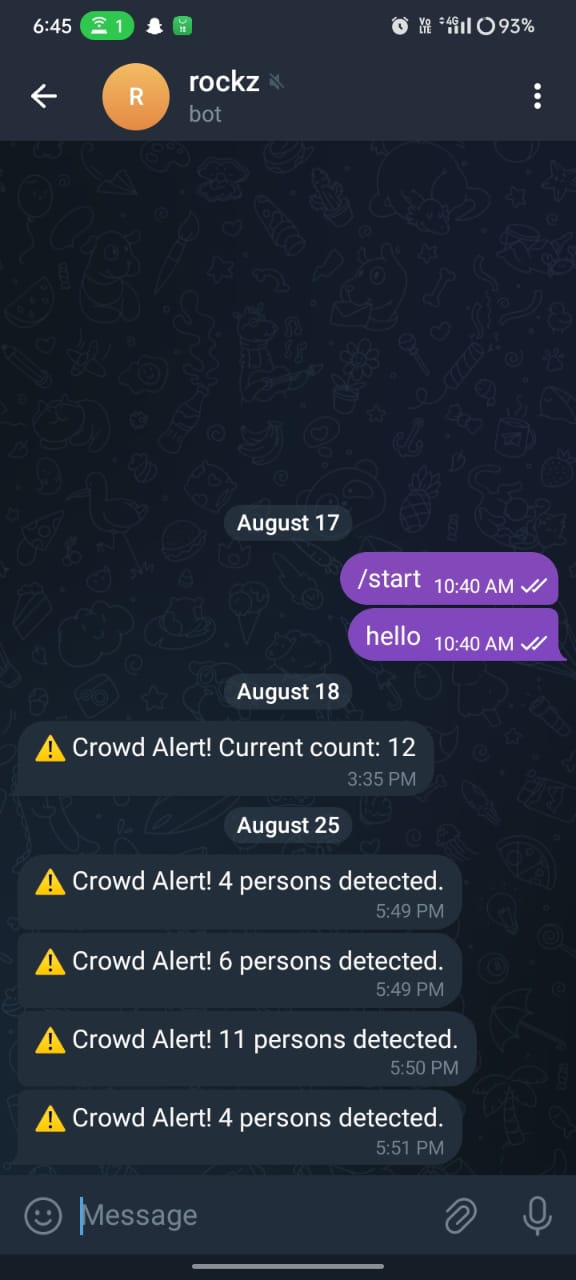 6:45 1 Vo LTE 4G 93%
R
rockz
bot
August 17
/start 10:40 AM
hello 10:40 AM
August 18
⚠️ Crowd Alert! Current count: 12
3:35 PM
August 25
⚠️ Crowd Alert! 4 persons detected.
5:49 PM
⚠️ Crowd Alert! 6 persons detected.
5:49 PM
⚠️ Crowd Alert! 11 persons detected.
5:50 PM
⚠️ Crowd Alert! 4 persons detected.
5:51 PM
Message